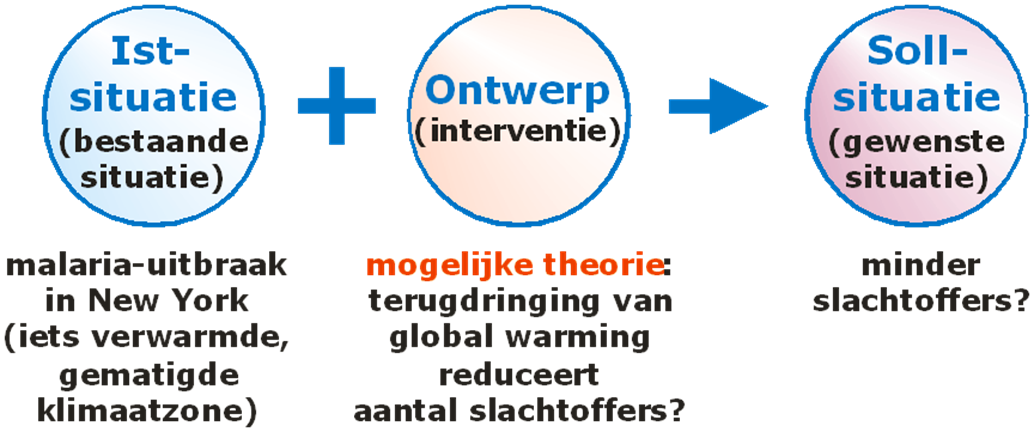 Ist-
situatie
(bestaande
situatie)
+
Ontwerp
(interventie)
Soll-
situatie
(gewenste
situatie)
malaria-uitbraak
in New York
(iets verwarmde,
gematigde
klimaatzone)
mogelijke theorie:
terugdringing van
global warming
reduceert
aantal slachtoffers?
minder
slachtoffers?